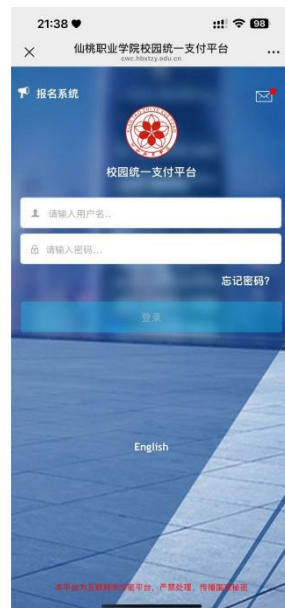 21:38
98
仙桃职业学院校园统一支付平台
cwc.hbxtzy.edu.cn
报名系统
校园统一支付平台
请输入用户名..
请输入密码...
忘记密码?
登录
English
本平台为互联网非涉密平台，严禁处理、传播国家秘密